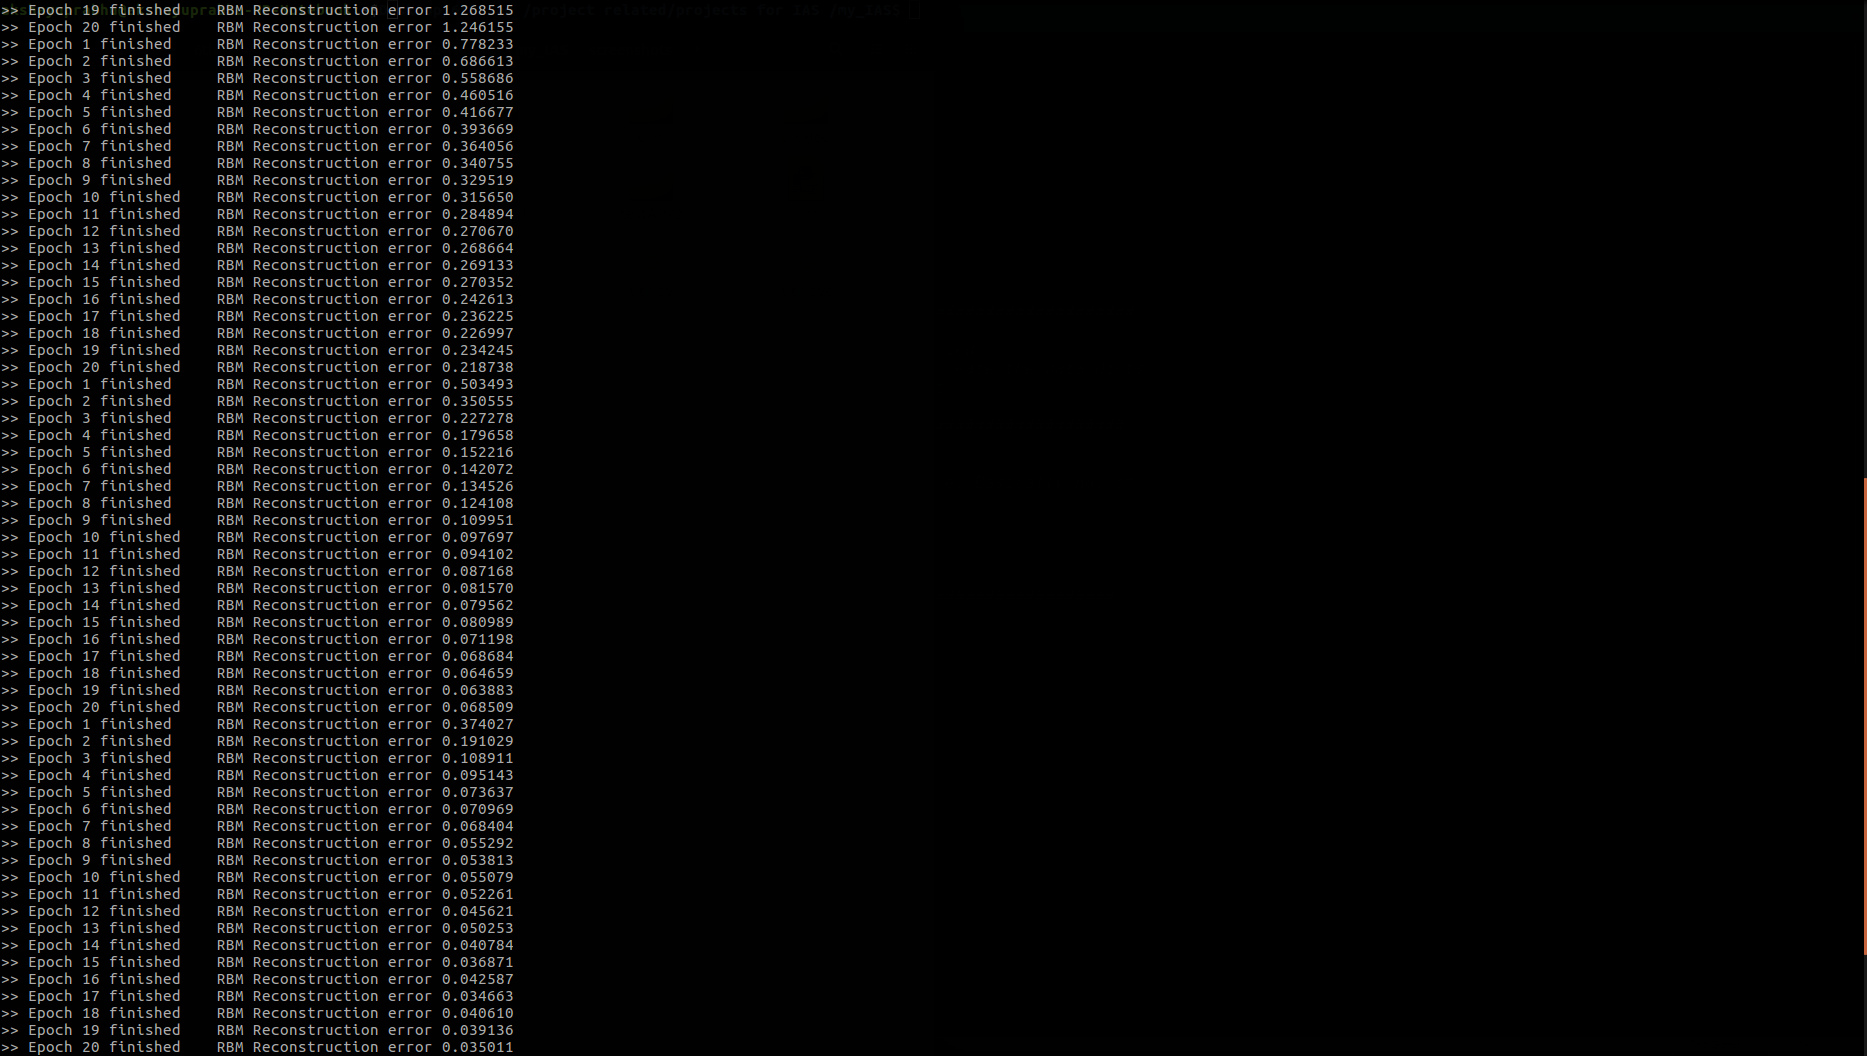 >> Epoch 19 finished    RBM Reconstruction error 1.268515
>> Epoch 20 finished    RBM Reconstruction error 1.246155
>> Epoch 1 finished     RBM Reconstruction error 0.778233
>> Epoch 2 finished     RBM Reconstruction error 0.686613
>> Epoch 3 finished     RBM Reconstruction error 0.558686
>> Epoch 4 finished     RBM Reconstruction error 0.460516
>> Epoch 5 finished     RBM Reconstruction error 0.416677
>> Epoch 6 finished     RBM Reconstruction error 0.393669
>> Epoch 7 finished     RBM Reconstruction error 0.364056
>> Epoch 8 finished     RBM Reconstruction error 0.340755
>> Epoch 9 finished     RBM Reconstruction error 0.329519
>> Epoch 10 finished    RBM Reconstruction error 0.315650
>> Epoch 11 finished    RBM Reconstruction error 0.284894
>> Epoch 12 finished    RBM Reconstruction error 0.270670
>> Epoch 13 finished    RBM Reconstruction error 0.268664
>> Epoch 14 finished    RBM Reconstruction error 0.269133
>> Epoch 15 finished    RBM Reconstruction error 0.270352
>> Epoch 16 finished    RBM Reconstruction error 0.242613
>> Epoch 17 finished    RBM Reconstruction error 0.236225
>> Epoch 18 finished    RBM Reconstruction error 0.226997
>> Epoch 19 finished    RBM Reconstruction error 0.234245
>> Epoch 20 finished    RBM Reconstruction error 0.218738
>> Epoch 1 finished     RBM Reconstruction error 0.503493
>> Epoch 2 finished     RBM Reconstruction error 0.350555
>> Epoch 3 finished     RBM Reconstruction error 0.227278
>> Epoch 4 finished     RBM Reconstruction error 0.179658
>> Epoch 5 finished     RBM Reconstruction error 0.152216
>> Epoch 6 finished     RBM Reconstruction error 0.142072
>> Epoch 7 finished     RBM Reconstruction error 0.134526
>> Epoch 8 finished     RBM Reconstruction error 0.124108
>> Epoch 9 finished     RBM Reconstruction error 0.109951
>> Epoch 10 finished    RBM Reconstruction error 0.097697
>> Epoch 11 finished    RBM Reconstruction error 0.094102
>> Epoch 12 finished    RBM Reconstruction error 0.087168
>> Epoch 13 finished    RBM Reconstruction error 0.081570
>> Epoch 14 finished    RBM Reconstruction error 0.079562
>> Epoch 15 finished    RBM Reconstruction error 0.080989
>> Epoch 16 finished    RBM Reconstruction error 0.071198
>> Epoch 17 finished    RBM Reconstruction error 0.068684
>> Epoch 18 finished    RBM Reconstruction error 0.064659
>> Epoch 19 finished    RBM Reconstruction error 0.063883
>> Epoch 20 finished    RBM Reconstruction error 0.068509
>> Epoch 1 finished     RBM Reconstruction error 0.374027
>> Epoch 2 finished     RBM Reconstruction error 0.191029
>> Epoch 3 finished     RBM Reconstruction error 0.108911
>> Epoch 4 finished     RBM Reconstruction error 0.095143
>> Epoch 5 finished     RBM Reconstruction error 0.073637
>> Epoch 6 finished     RBM Reconstruction error 0.070969
>> Epoch 7 finished     RBM Reconstruction error 0.068404
>> Epoch 8 finished     RBM Reconstruction error 0.055292
>> Epoch 9 finished     RBM Reconstruction error 0.053813
>> Epoch 10 finished    RBM Reconstruction error 0.055079
>> Epoch 11 finished    RBM Reconstruction error 0.052261
>> Epoch 12 finished    RBM Reconstruction error 0.045621
>> Epoch 13 finished    RBM Reconstruction error 0.050253
>> Epoch 14 finished    RBM Reconstruction error 0.040784
>> Epoch 15 finished    RBM Reconstruction error 0.036871
>> Epoch 16 finished    RBM Reconstruction error 0.042587
>> Epoch 17 finished    RBM Reconstruction error 0.034663
>> Epoch 18 finished    RBM Reconstruction error 0.040610
>> Epoch 19 finished    RBM Reconstruction error 0.039136
>> Epoch 20 finished    RBM Reconstruction error 0.035011